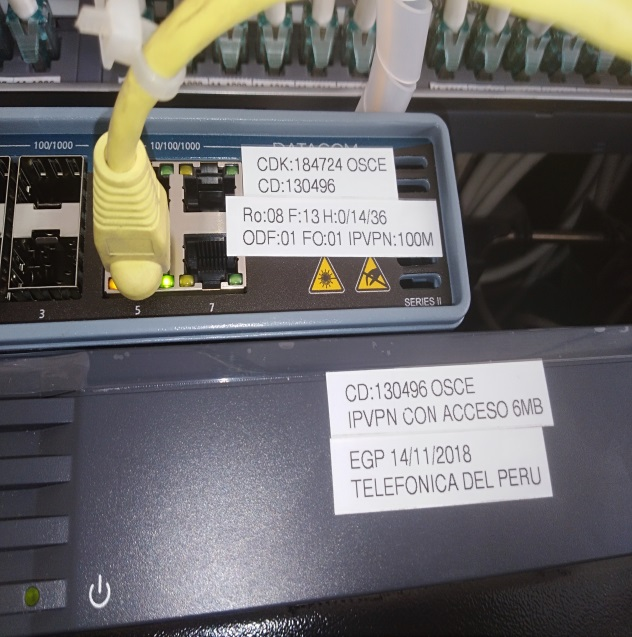 100/1000
10/100/1000
DATACOM
CDK:184724 OSCE
CD:130496
Ro:08 F:13 H:0/14/36
ODF:01 FO:01 IPVPN:100M
3
5
7
SERIES II
CD:130496 OSCE
IPVPN CON ACCESO 6MB
EGP 14/11/2018
TELEFONICA DEL PERU